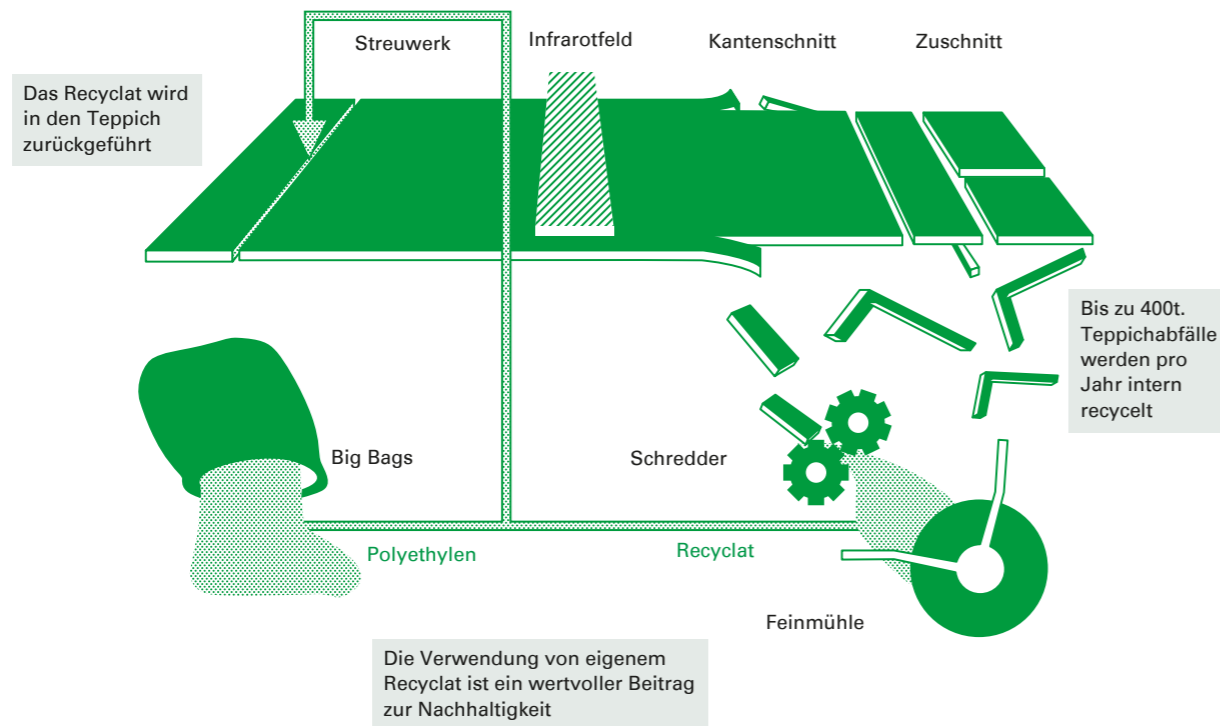 Streuwerk
Infrarotfeld
Kantenschnitt
Zuschnitt
Das Recyclat wird
in den Teppich
zurückgeführt
Bis zu 400t.
Teppichabfälle
werden pro
Jahr intern
recycelt
Big Bags
Schredder
Polyethylen
Recyclat
Feinmühle
Die Verwendung von eigenem
Recyclat ist ein wertvoller Beitrag
zur Nachhaltigkeit